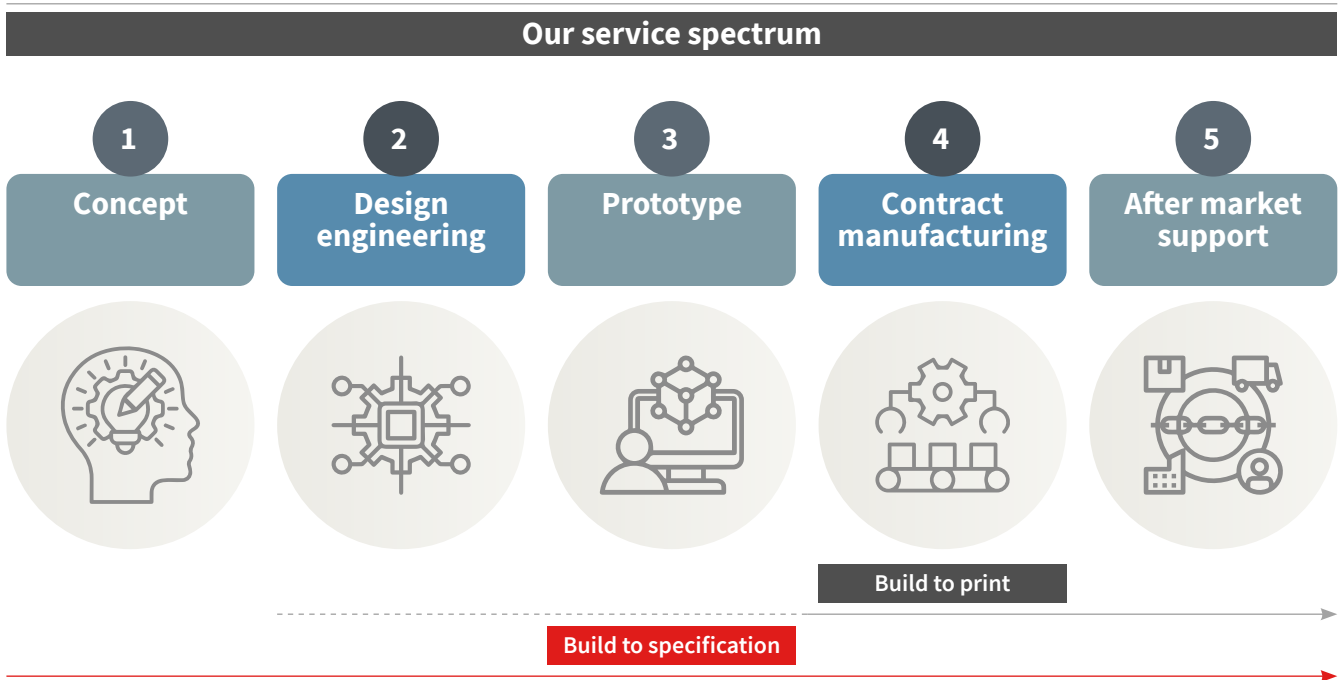 Our service spectrum
1
2
3
4
5
Concept
Design
engineering
Prototype
Contract
manufacturing
After market
support
Build to print
Build to specification